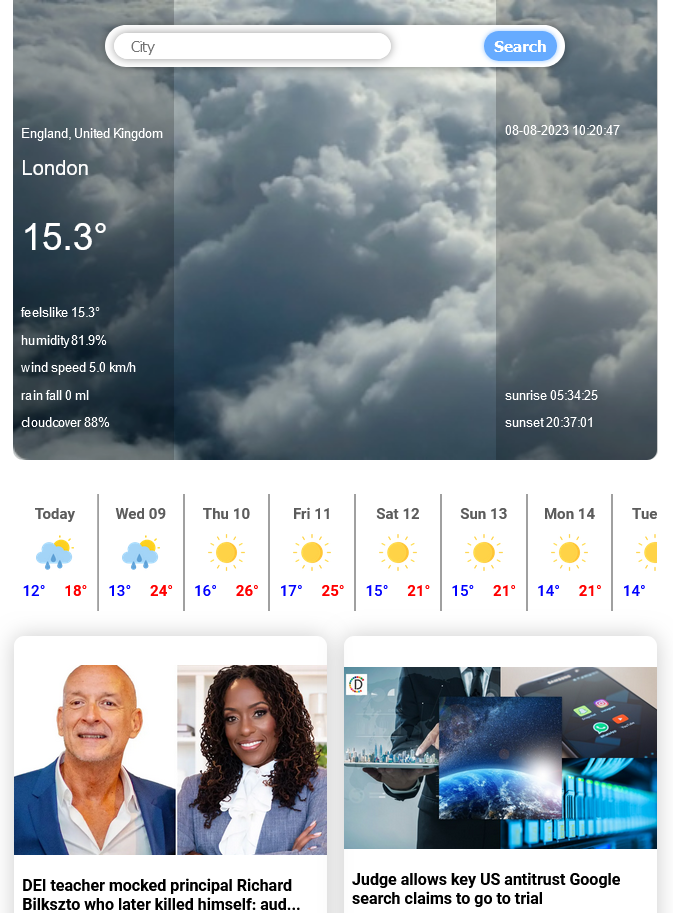 City
Search
England, United Kingdom
08-08-2023 10:20:47
London
15.3°
feelslike 15.3°
humidity 81.9%
wind speed 5.0 km/h
rain fall 0 ml
sunrise 05:34:25
cloudcover 88%
sunset 20:37:01
Today
Wed 09
Thu 10
Fri 11
Sat 12
Sun 13
Mon 14
Tue
12° 18°
13° 24°
16° 26°
17° 25°
15° 21°
15° 21°
14° 21°
14°
D
DEI teacher mocked principal Richard
Bilkszto who later killed himself: aud...
Judge allows key US antitrust Google
search claims to go to trial